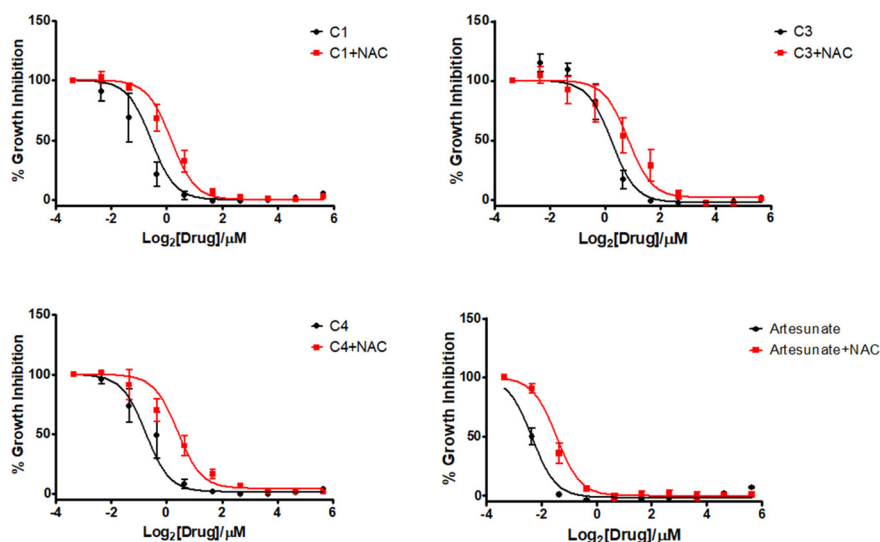 150
100
50
0
% Growth Inhibition
-4
-2
0
2
4
6
Log2[Drug]/µM
C1
C1+NAC
150
100
50
0
% Growth Inhibition
-4
-2
0
2
4
6
Log2[Drug]/µM
C3
C3+NAC
150
100
50
0
% Growth Inhibition
-4
-2
0
2
4
6
Log2[Drug]/µM
C4
C4+NAC
150
100
50
0
% Growth Inhibition
-4
-2
0
2
4
6
Log2[Drug]/µM
Artesunate
Artesunate+NAC